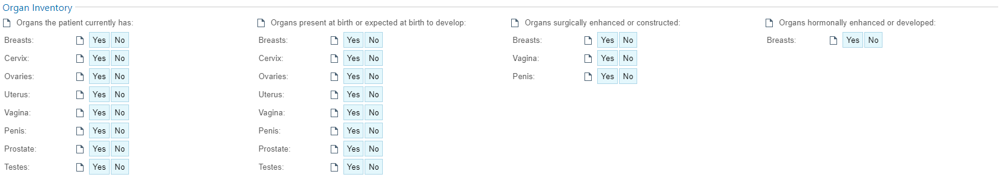 Organ Inventory
Organs the patient currently has:
Breasts: Yes No
Cervix: Yes No
Ovaries: Yes No
Uterus: Yes No
Vagina: Yes No
Penis: Yes No
Prostate: Yes No
Testes: Yes No
Organs present at birth or expected at birth to develop:
Breasts: Yes No
Cervix: Yes No
Ovaries: Yes No
Uterus: Yes No
Vagina: Yes No
Penis: Yes No
Prostate: Yes No
Testes: Yes No
Organs surgically enhanced or constructed:
Breasts: Yes No
Vagina: Yes No
Penis: Yes No
Organs hormonally enhanced or developed:
Breasts: Yes No